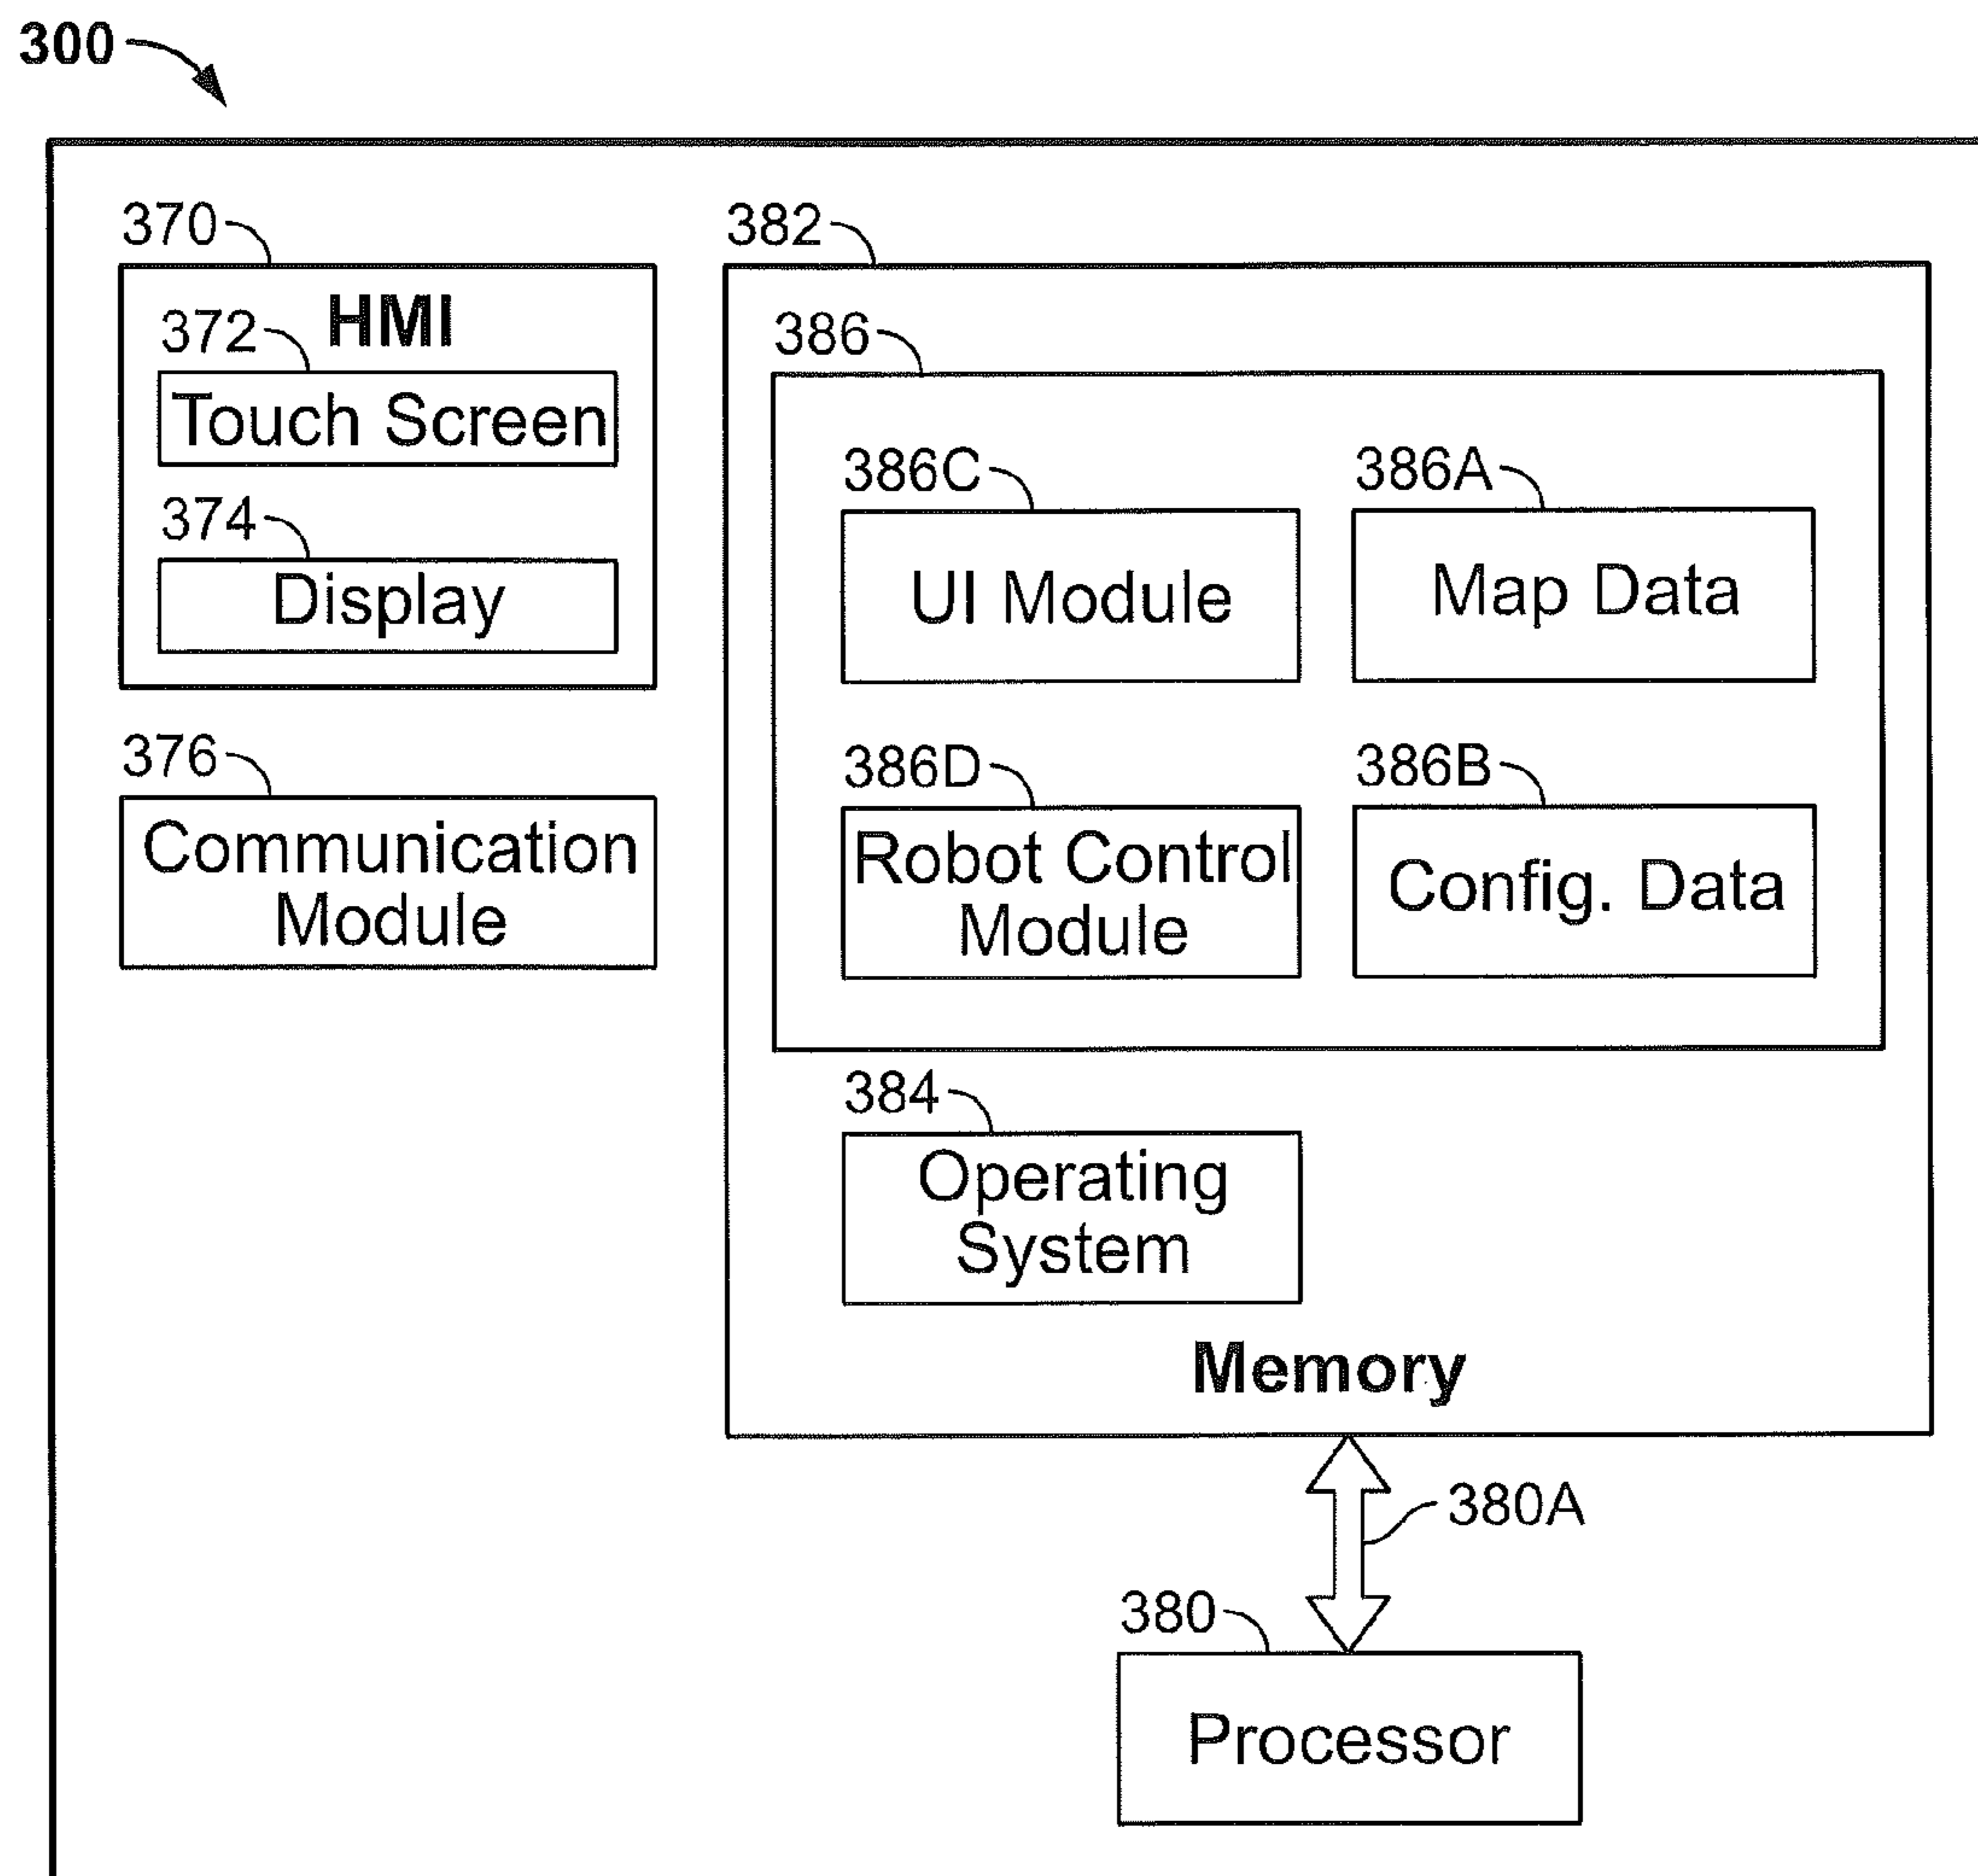 300
370
HMI
372
Touch Screen
374
Display
376
Communication
Module
382
386
386C
UI Module
386A
Map Data
386D
Robot Control
Module
386B
Config. Data
384
Operating
System
Memory
380A
380
Processor